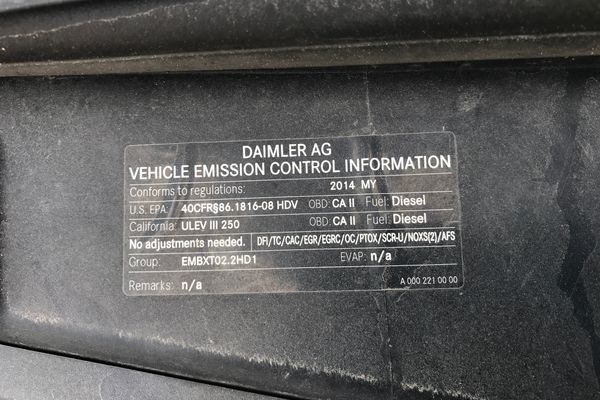 DAIMLER AG
VEHICLE EMISSION CONTROL INFORMATION
Conforms to regulations: 2014 MY
U.S. EPA: 40CFR§86.1816-08 HDV OBD: CA II Fuel: Diesel
California: ULEV III 250 OBD: CA II Fuel: Diesel
No adjustments needed. DFI/TC/CAC/EGR/EGRC/OC/PTOX/SCR-U/NOXS(2)/AFS
Group: EMBXT02.2HD1 EVAP: n/a
Remarks: n/a A 000 221 00 00